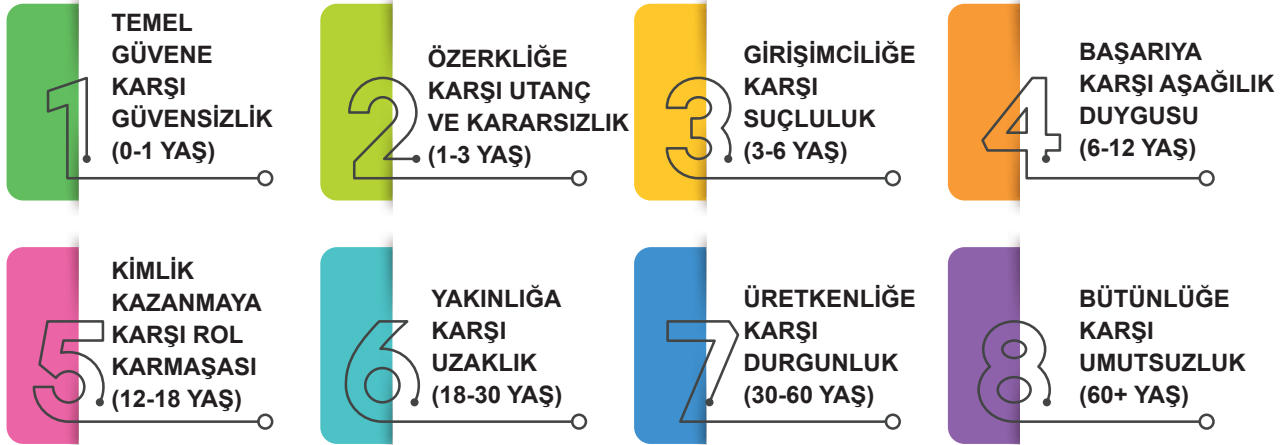 1
TEMEL
GÜVENE
KARŞI
GÜVENSİZLİK
(0-1 YAŞ)
2
ÖZERKLİĞE
KARŞI UTANÇ
VE KARARSIZLIK
(1-3 YAŞ)
3
GİRİŞİMCİLİĞE
KARŞI
SUÇLULUK
(3-6 YAŞ)
4
BAŞARIYA
KARŞI AŞAĞILIK
DUYGUSU
(6-12 YAŞ)
5
KİMLİK
KAZANMAYA
KARŞI ROL
KARMAŞASI
(12-18 YAŞ)
6
YAKINLIĞA
KARŞI
UZAKLIK
(18-30 YAŞ)
7
ÜRETKENLİĞE
KARŞI
DURGUNLUK
(30-60 YAŞ)
8
BÜTÜNLÜĞE
KARŞI
UMUTSUZLUK
(60+ YAŞ)